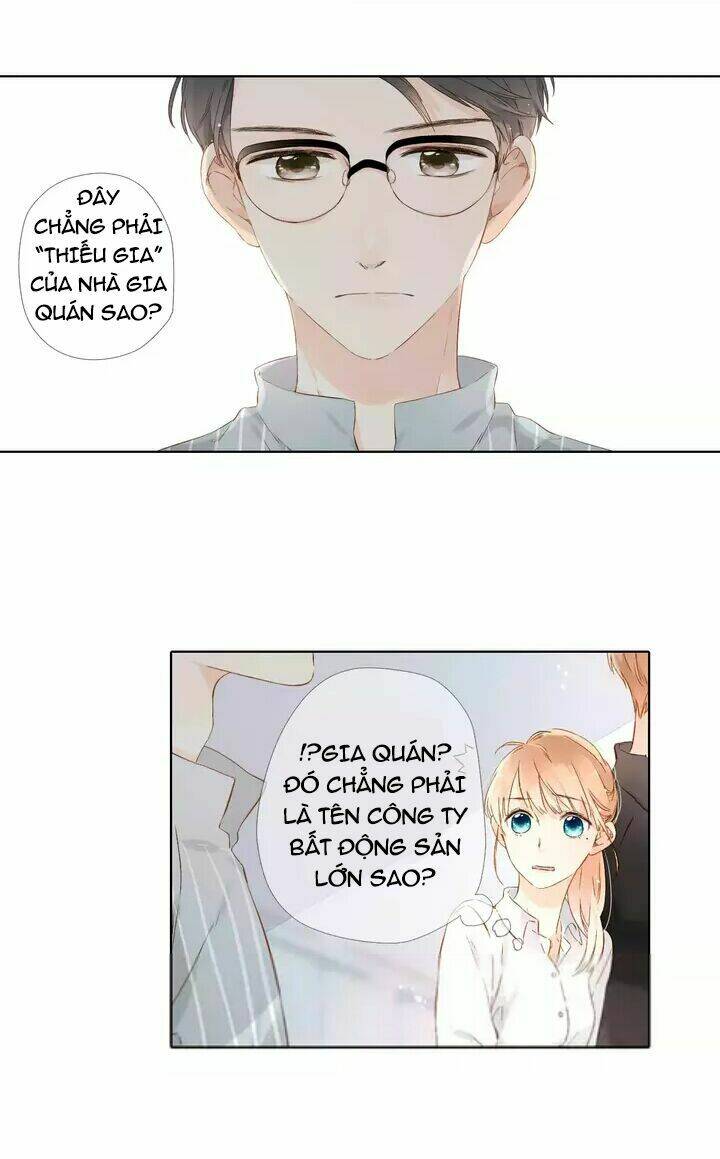 ĐÂY
CHẲNG PHẢI
“THIẾU GIA”
CỦA NHÀ GIA
QUÁN SAO?
!?GIA QUÁN?
ĐÓ CHẲNG PHẢI
LÀ TÊN CÔNG TY
BẤT ĐỘNG SẢN
LỚN SAO?